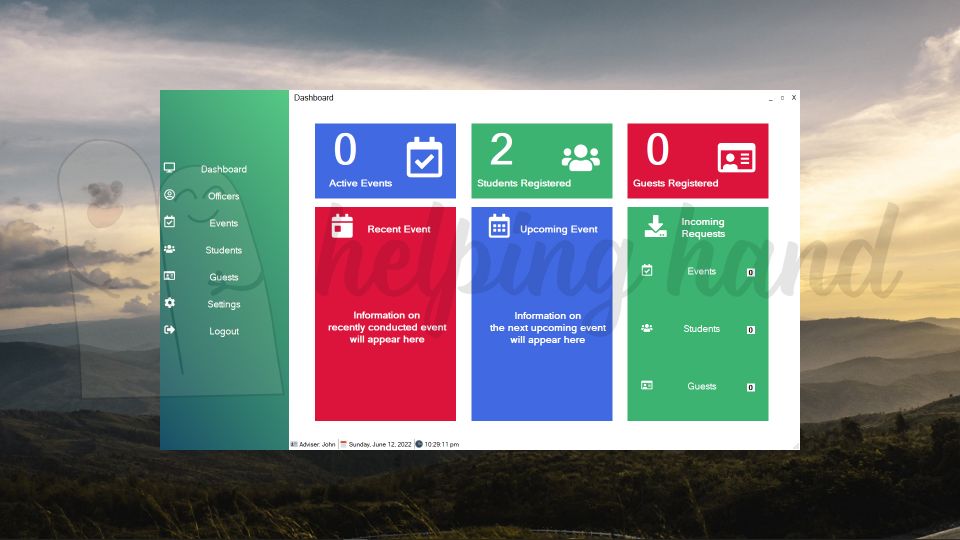 Dashboard
_ □ X
Dashboard
Officers
Events
Students
Guests
Settings
Logout
0
Active Events
2
Students Registered
0
Guests Registered
Recent Event
Information on
recently conducted event
will appear here
Upcoming Event
Information on
the next upcoming event
will appear here
Incoming
Requests
Events 0
Students 0
Guests 0
helping hand
Adviser: John Sunday, June 12, 2022 10:29:11 pm